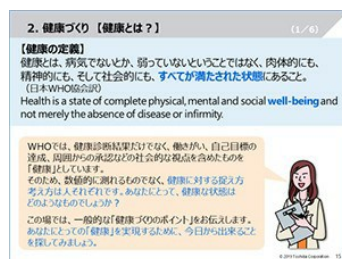 2. 健康づくり 【健康とは？】
(1/6)
【健康の定義】
健康とは、病気でないとか、弱っていないということではなく、肉体的にも、
精神的にも、そして社会的にも、すべてが満たされた状態にあること。
(日本WHO協会訳)
Health is a state of complete physical, mental and social well-being and
not merely the absence of disease or infirmity.
WHOでは、健康診断結果だけでなく、働きがい、自己目標の
達成、周囲からの承認などの社会的な視点を含めたものを
「健康」としています。
そのため、数値的に測れるものでなく、健康に対する捉え方
考え方は人それぞれです。あなたにとって、健康な状態は
どのようなものでしょうか？
この場では、一般的な「健康づくりのポイント」をお伝えします。
あなたにとっての「健康」を実現するために、今日から出来ること
を探してみましょう。
© 2019 Toshiba Corporation 15